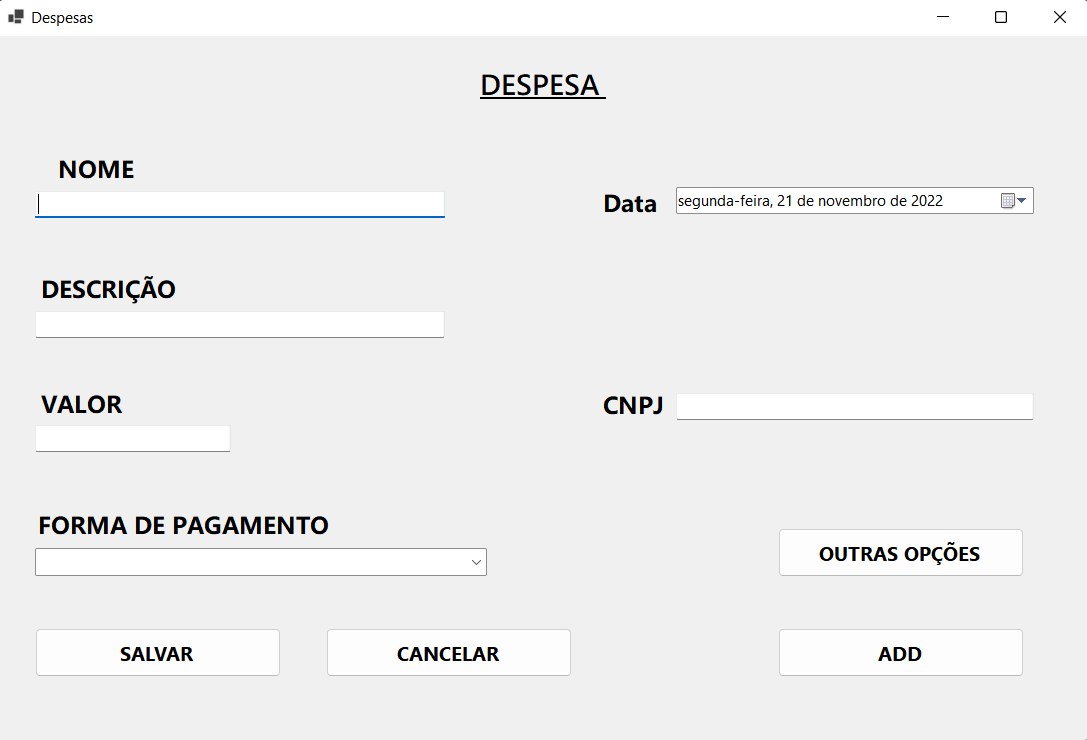 Despesas
DESPESA
NOME
Data segunda-feira, 21 de novembro de 2022
DESCRIÇÃO
VALOR
CNPJ
FORMA DE PAGAMENTO
OUTRAS OPÇÕES
SALVAR CANCELAR ADD